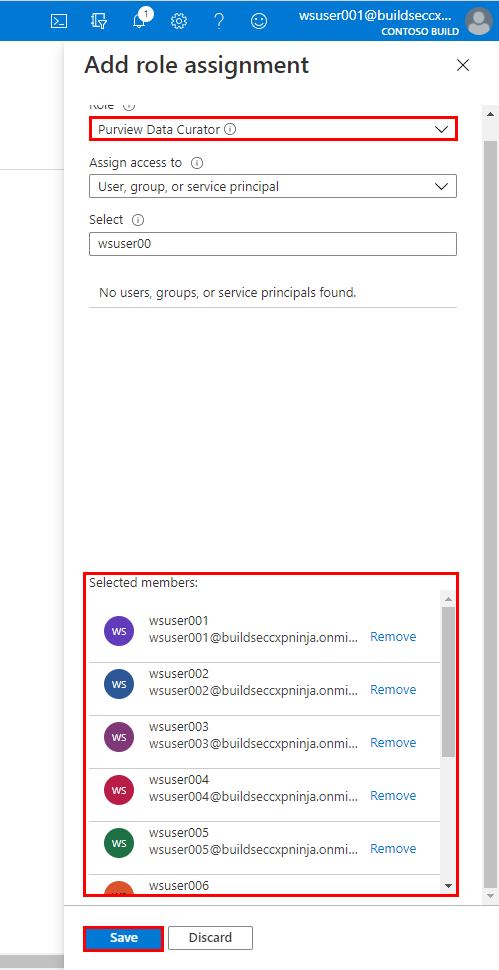 1
wsuser001@buildseccx...
CONTOSO BUILD
Add role assignment
Role
Purview Data Curator
Assign access to
User, group, or service principal
Select
wsuser00
No users, groups, or service principals found.
Selected members:
WS
wsuser001
wsuser001@buildseccxpninja.onmi...
Remove
WS
wsuser002
wsuser002@buildseccxpninja.onmi...
Remove
WS
wsuser003
wsuser003@buildseccxpninja.onmi...
Remove
WS
wsuser004
wsuser004@buildseccxpninja.onmi...
Remove
WS
wsuser005
wsuser005@buildseccxpninja.onmi...
Remove
WS
wsuser006
Save
Discard